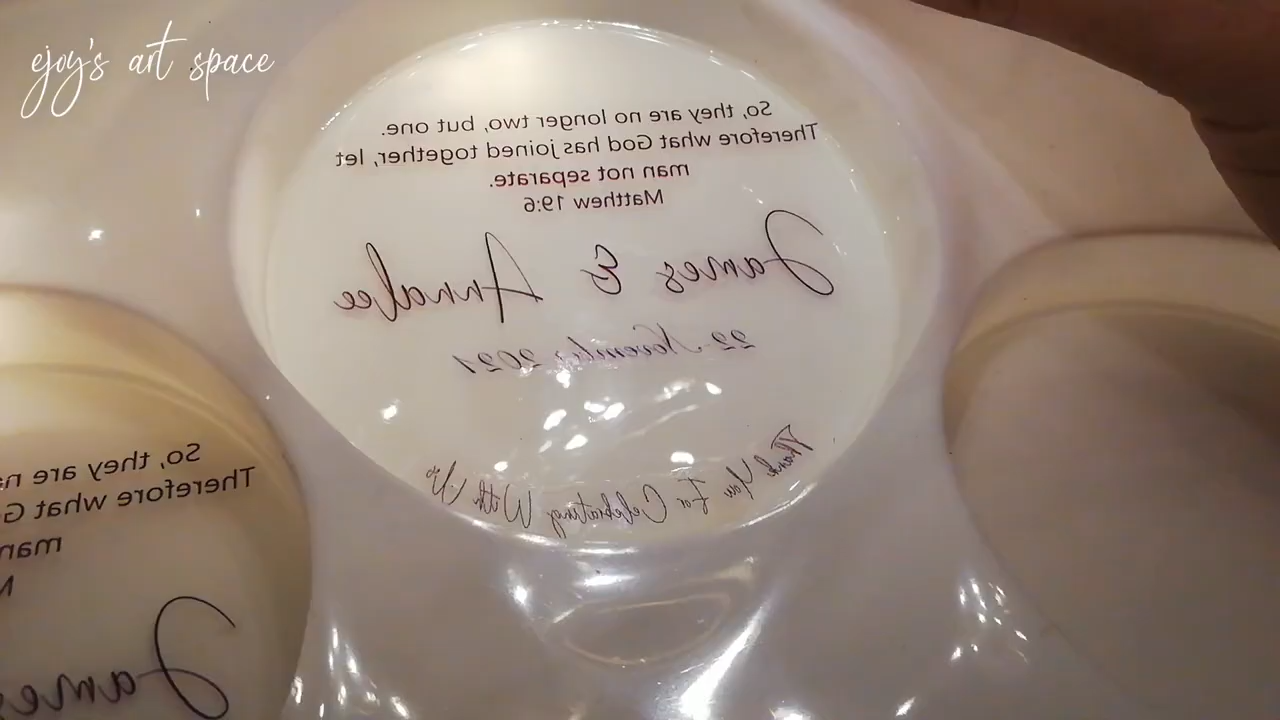 ejoy's art space
So, they are no longer two, but one.
Therefore what God has joined together, let
man not separate.
Matthew 19:6
James & Annalee
22 November 2021
Thank You For Celebrating With Us
So, they are
Therefore what
man
James